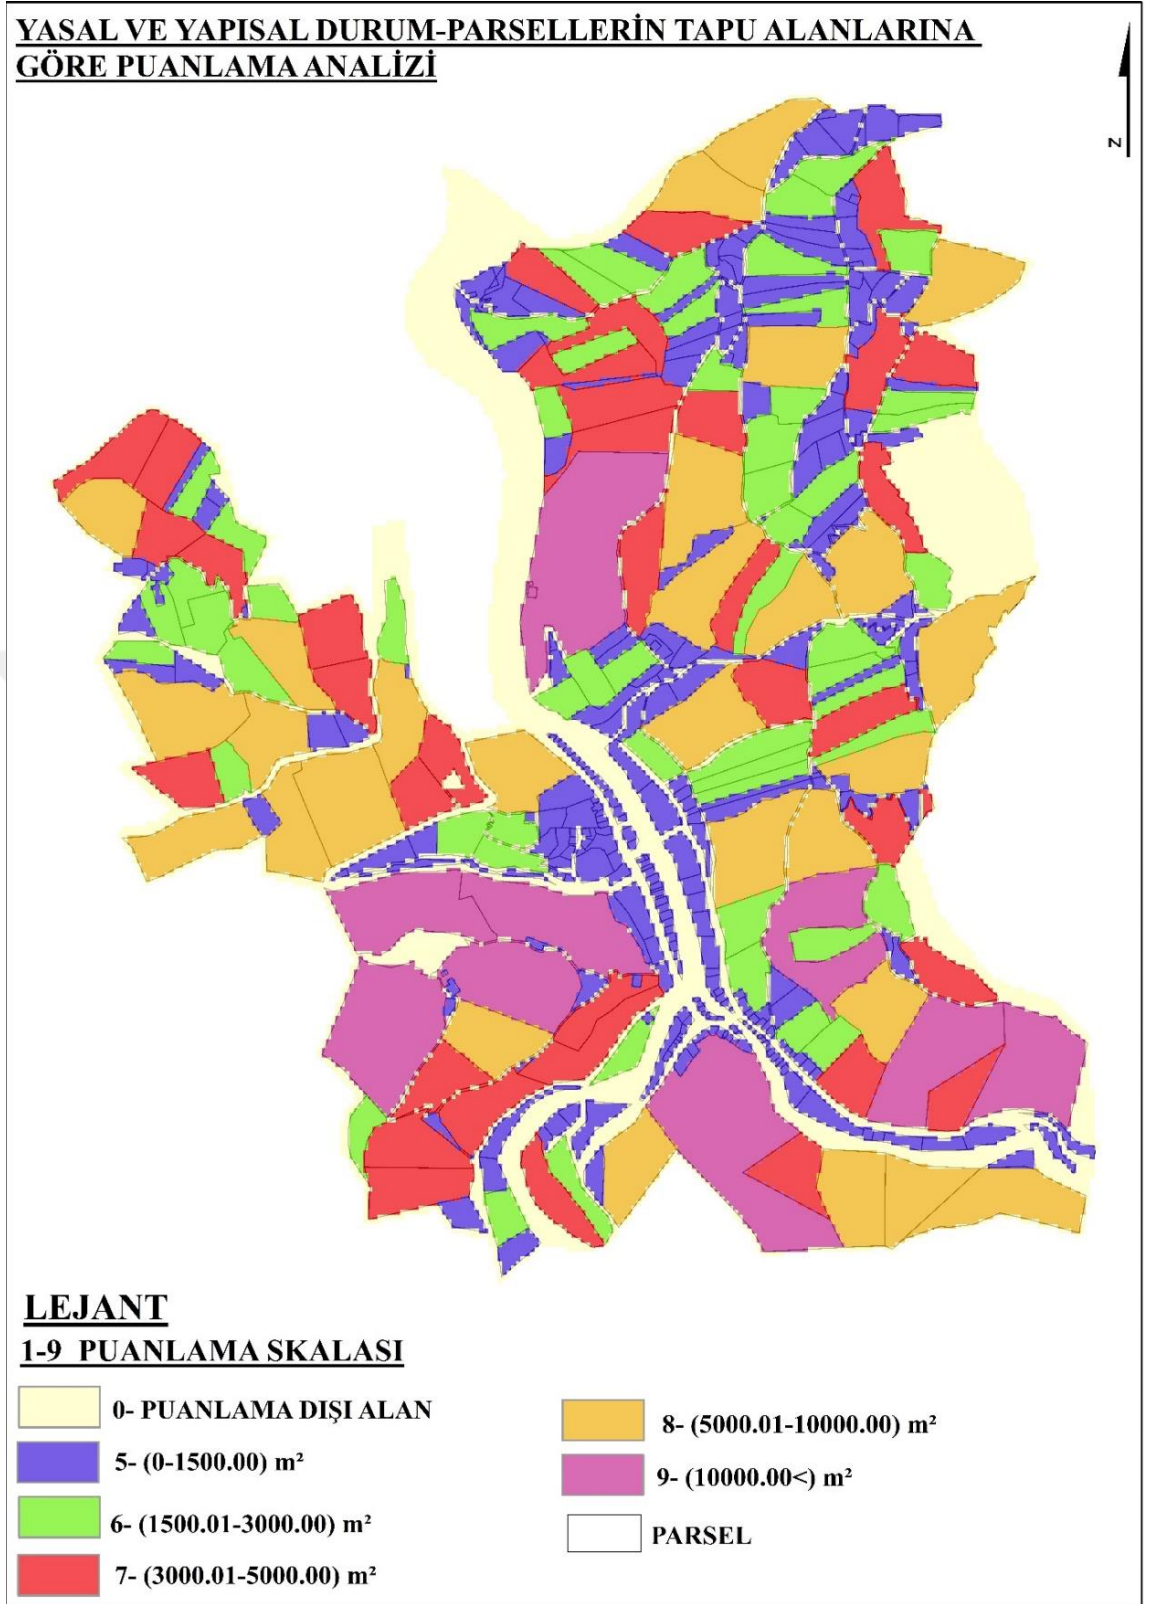 YASAL VE YAPISAL DURUM-PARSELLERİN TAPU ALANLARINA
GÖRE PUANLAMA ANALİZİ
N
LEJANT
1-9 PUANLAMA SKALASI
0- PUANLAMA DIŞI ALAN
5- (0-1500.00) m²
6- (1500.01-3000.00) m²
7- (3000.01-5000.00) m²
8- (5000.01-10000.00) m²
9- (10000.00<) m²
PARSEL